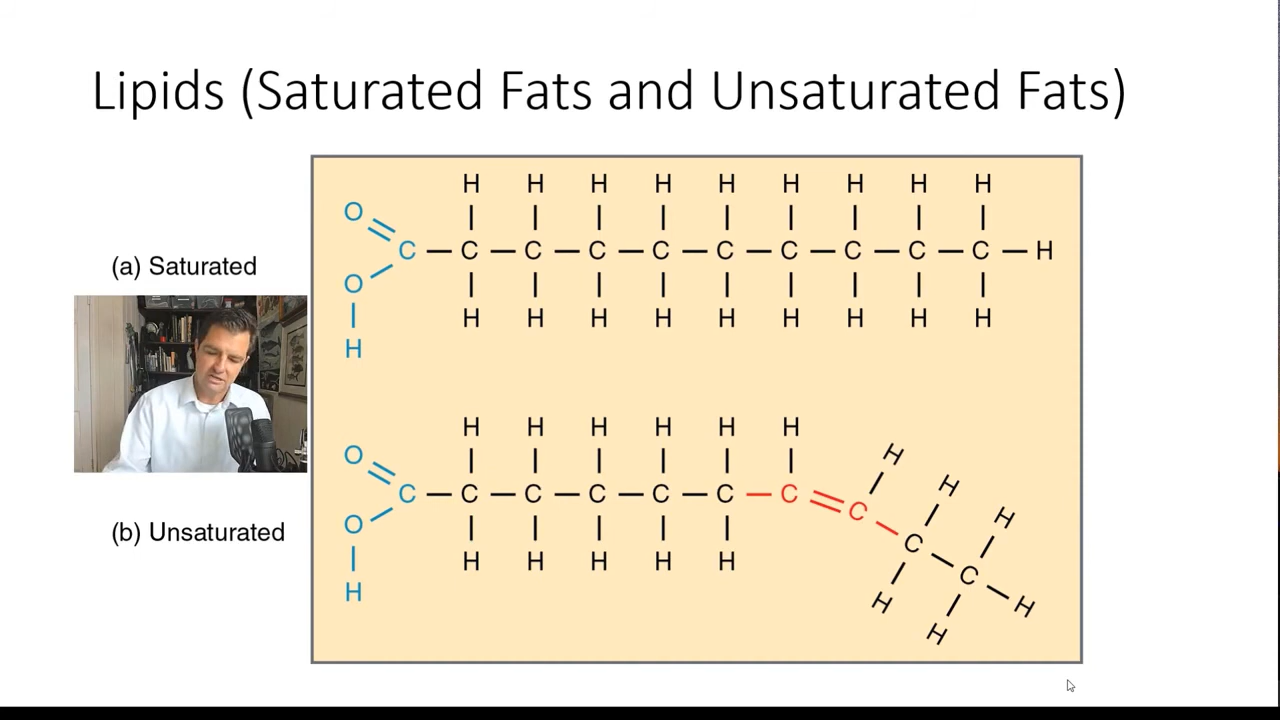 Lipids (Saturated Fats and Unsaturated Fats)
H H H H H H H H H
O
C C C C C C C C C C H
(a) Saturated
O
H H H H H H H H H
H
H H H H H H
O H
H
C C C C C C C
C H
O
(b) Unsaturated
C
H H H H H C
H H H
H